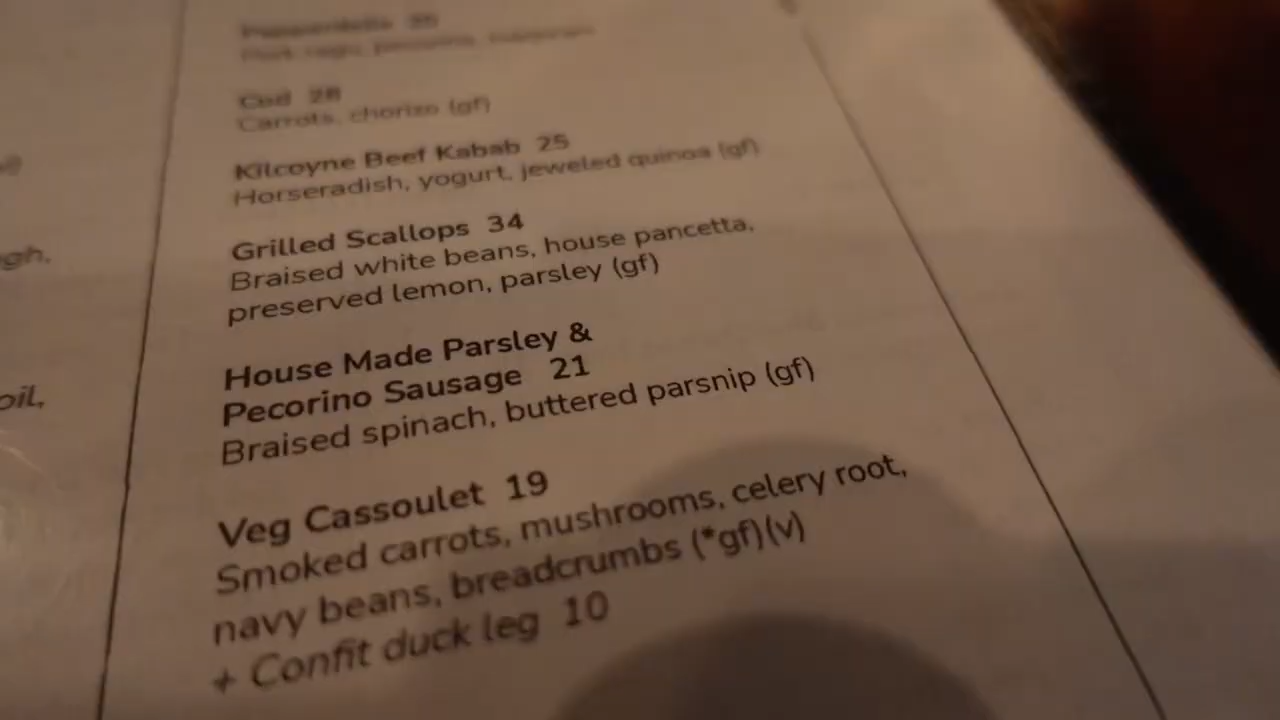 Cod 28
Carrots, chorizo (gf)
Kilcoyne Beef Kabab 25
Horseradish, yogurt, jeweled quinoa (gf)
Grilled Scallops 34
Braised white beans, house pancetta,
preserved lemon, parsley (gf)
House Made Parsley &
Pecorino Sausage 21
Braised spinach, buttered parsnip (gf)
Veg Cassoulet 19
Smoked carrots, mushrooms, celery root,
navy beans, breadcrumbs (*gf)(v)
+ Confit duck leg 10
oil,